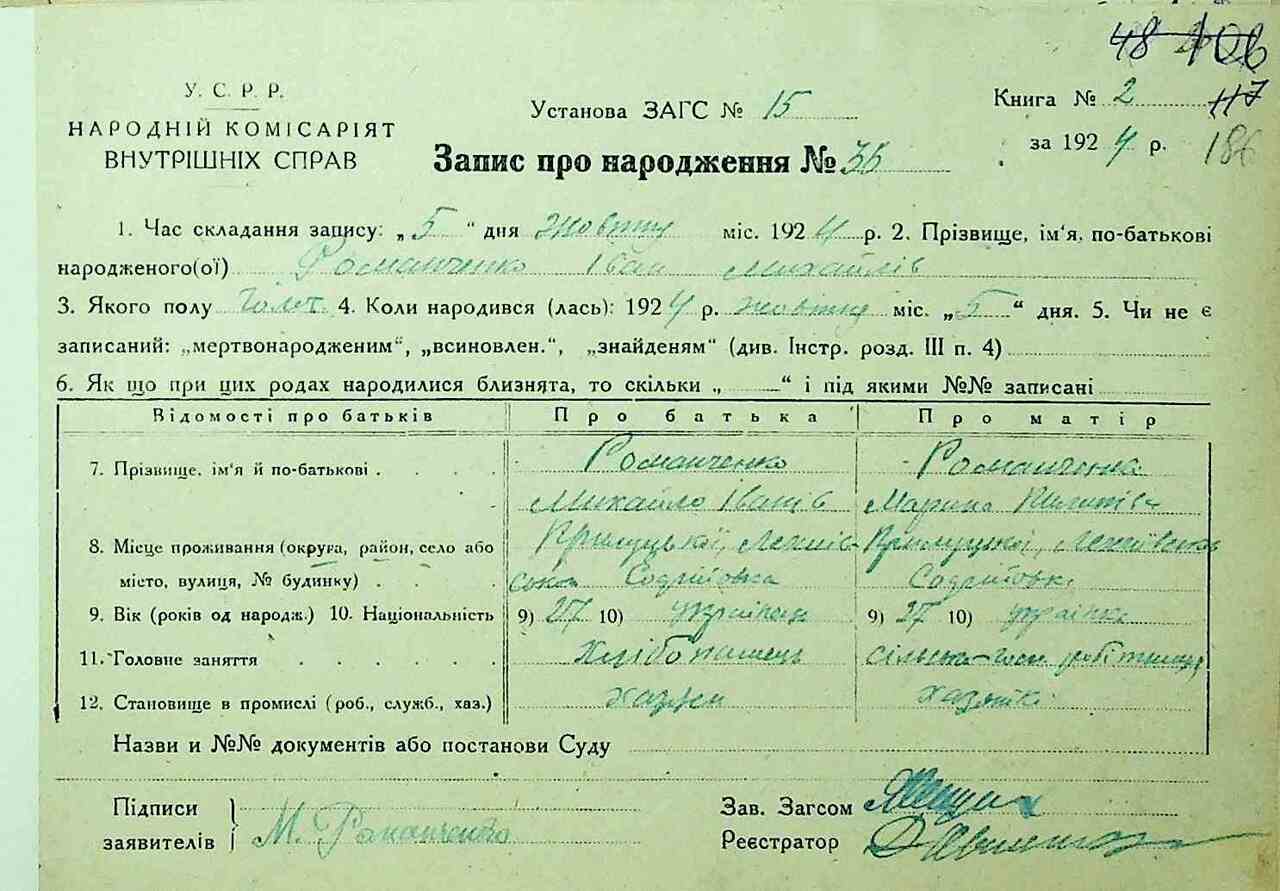 48 106
У. С. Р. Р.
НАРОДНІЙ КОМІСАРІЯТ
ВНУТРІШНІХ СПРАВ
Установа ЗАГС № 15
Книга № 2
117
Запис про народження №
за 1924 р.
186
1. Час складання запису: „5“ дня жовтня міс. 1924 р. 2. Прізвище, ім'я, по-батькові
народженого(ої) Романченко Іван Михайлів
3. Якого полу Чолов. 4. Коли народився (лась): 1924 р. жовтня міс. „5“ дня. 5. Чи не є
записаний: „мертвонародженим“, „всиновлен.“, „знайденям“ (див. Інстр. розд. III п. 4)
6. Як що при цих родах народилися близнята, то скільки „ “ і під якими №№ записані
Відомості про батьків Про батька Про матір
7. Прізвище, ім'я й по-батькові Романченко Романченко
Михайло Іванів Марина
8. Місце проживання (округа, район, село або Прилуцької, Прилуцької,
місто, вулиця, № будинку)
9. Вік (років од народж.) 10. Національність 9) 27 10) українець 9) 27 10) українка
11. Головне заняття Хлібопашець сільсько-госп. робітниця
12. Становище в промислі (роб., служб., хаз.) хазяїн хазяйка
Назви и №№ документів або постанови Суду
Підписи Зав. Загсом
заявителів М. Романченко Реєстратор